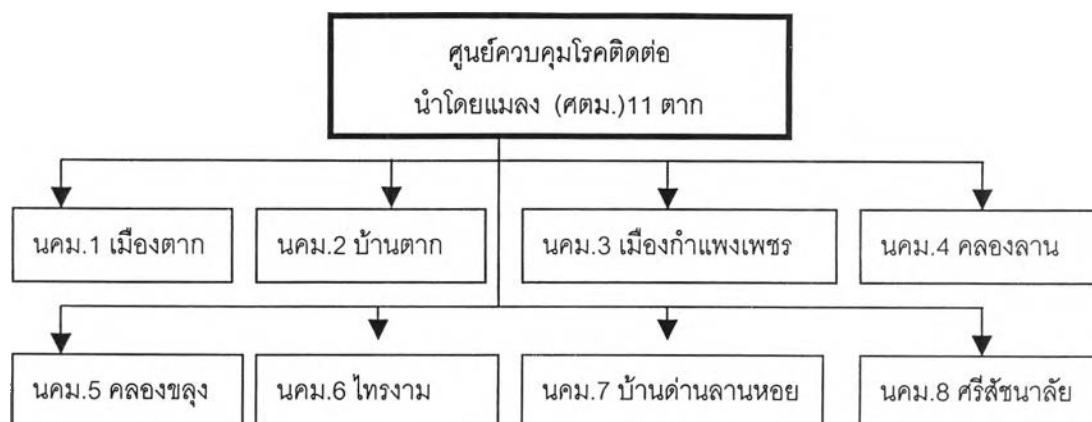 ศูนย์ควบคุมโรคติดต่อ
นำโดยแมลง (ศตม.)11 ตาก
นคม.1 เมืองตาก
นคม.2 บ้านตาก
นคม.3 เมืองกำแพงเพชร
นคม.4 คลองลาน
นคม.5 คลองขลุง
นคม.6 ไทรงาม
นคม.7 บ้านด่านลานหอย
นคม.8 ศรีสัชนาลัย